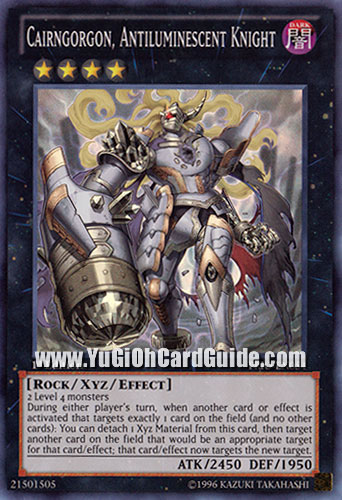 CAIRNGORGON, ANTILUMINESCENT KNIGHT
DARK
闇
www.YuGiOhCardGuide.com
[ROCK/XYZ/EFFECT]
2 Level 4 monsters
During either player's turn, when another card or effect is
activated that targets exactly 1 card on the field (and no other
cards): You can detach 1 Xyz Material from this card, then target
another card on the field that would be an appropriate target
for that card/effect; that card/effect now targets the new target.
ATK/2450 DEF/1950
21501505
©1996 KAZUKI TAKAHASHI